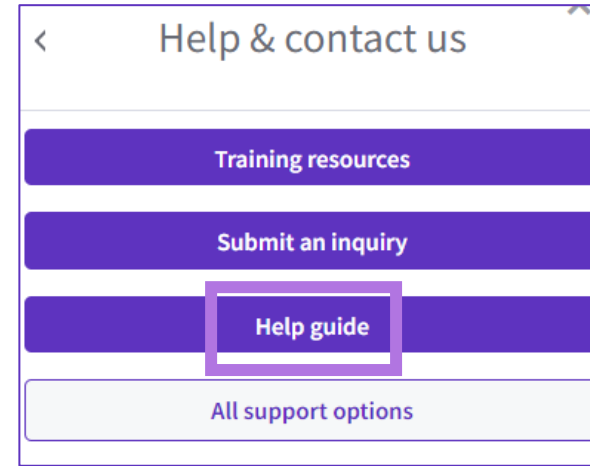 Help & contact us
Training resources
Submit an inquiry
Help guide
All support options